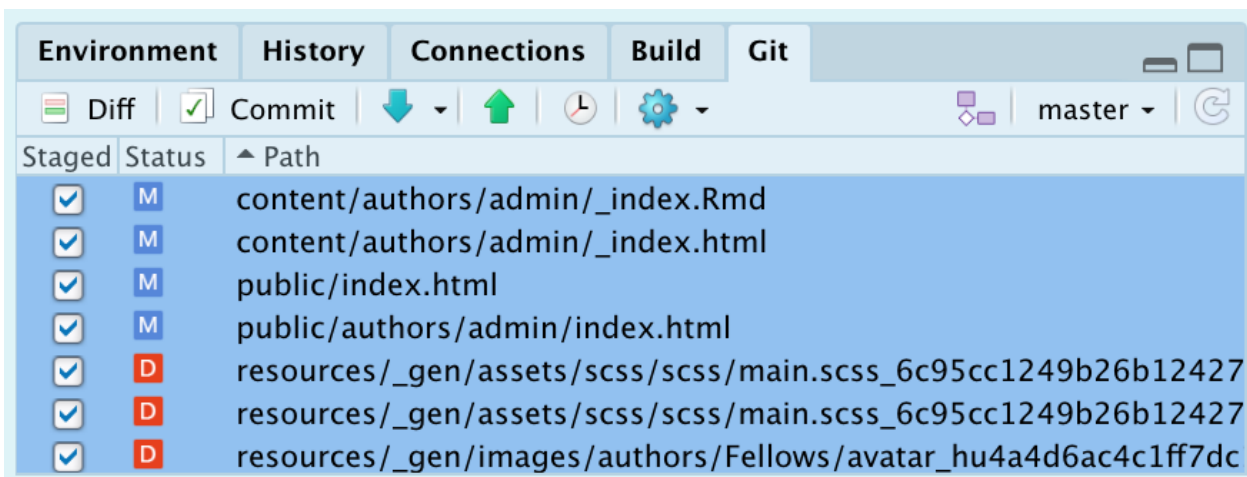 Environment History Connections Build Git
Diff Commit master
Staged Status Path
M content/authors/admin/_index.Rmd
M content/authors/admin/_index.html
M public/index.html
M public/authors/admin/index.html
D resources/_gen/assets/scss/scss/main.scss_6c95cc1249b26b12427
D resources/_gen/assets/scss/scss/main.scss_6c95cc1249b26b12427
D resources/_gen/images/authors/Fellows/avatar_hu4a4d6ac4c1ff7dc